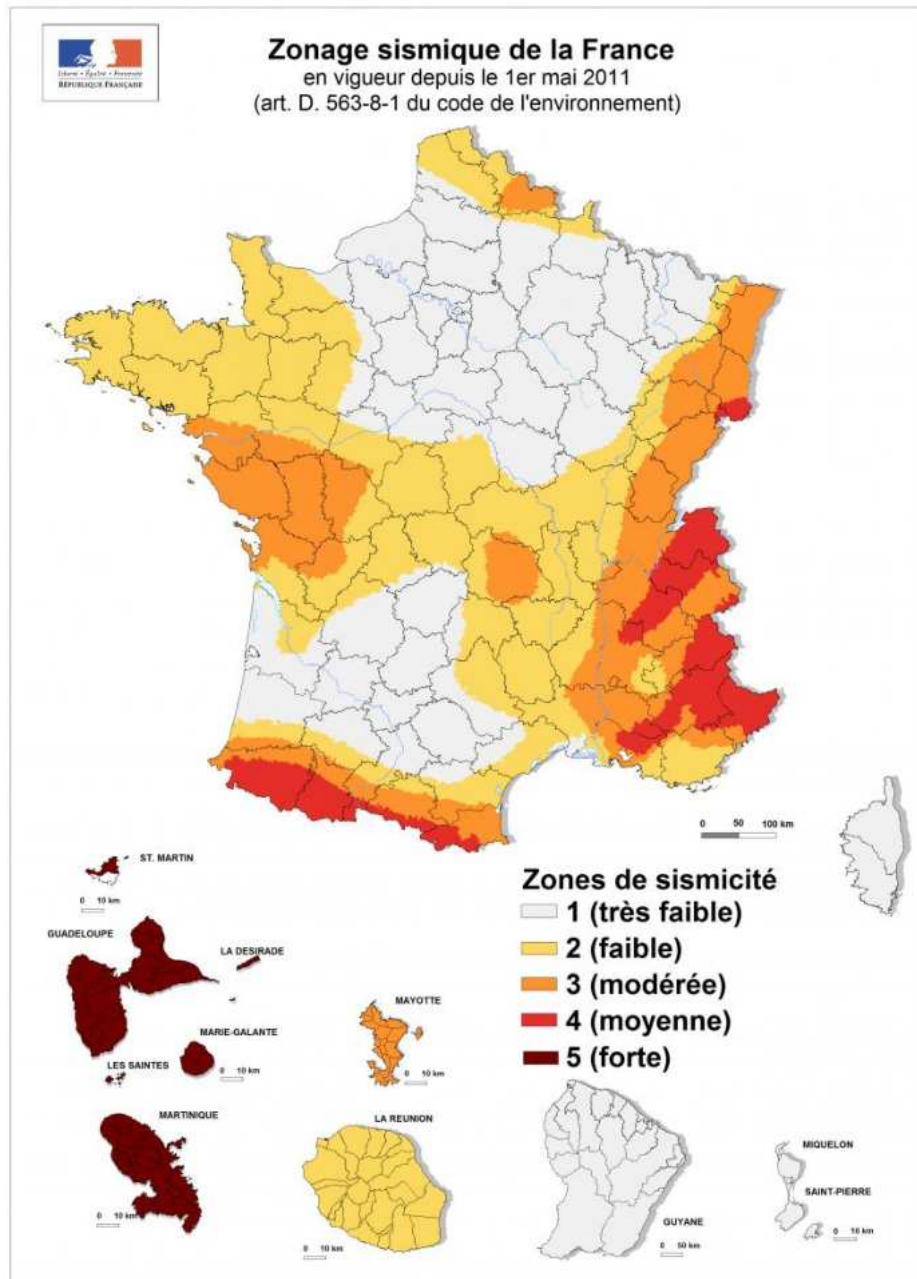 Liberté • Égalité • Fraternité
RÉPUBLIQUE FRANÇAISE
Zonage sismique de la France
en vigueur depuis le 1er mai 2011
(art. D. 563-8-1 du code de l'environnement)
0 50 100 km
ST. MARTIN
0 10 km
GUADELOUPE
LA DESIRADE
MARIE-GALANTE
0 10 km
LES SAINTES
MARTINIQUE
0 10 km
MAYOTTE
0 10 km
LA REUNION
0 10 km
Zones de sismicité
1 (très faible)
2 (faible)
3 (modérée)
4 (moyenne)
5 (forte)
GUYANE
0 50 km
MIQUELON
SAINT-PIERRE
0 10 km